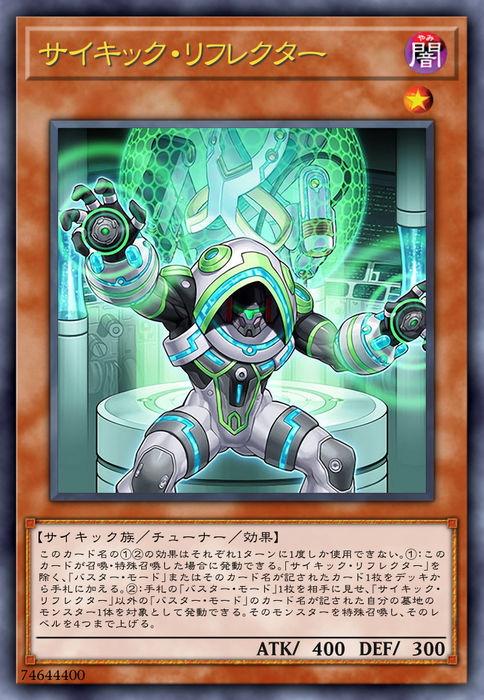 サイキック・リフレクター
やみ
闇
【サイキック族／チューナー／効果】
このカード名の①②の効果はそれぞれ1ターンに1度しか使用できない。①:この
カードが召喚・特殊召喚した場合に発動できる。「サイキック・リフレクター」
を除く、「バスター・モード」またはそのカード名が記されたカード1枚をデッキか
ら手札に加える。②:手札の「バスター・モード」1枚を相手に見せ、「サイキック・
リフレクター」以外の「バスター・モード」のカード名が記された自分の墓地の
モンスター1体を対象として発動できる。そのモンスターを特殊召喚し、そのレ
ベルを4つまで上げる。
ATK/ 400 DEF/ 300
74644400